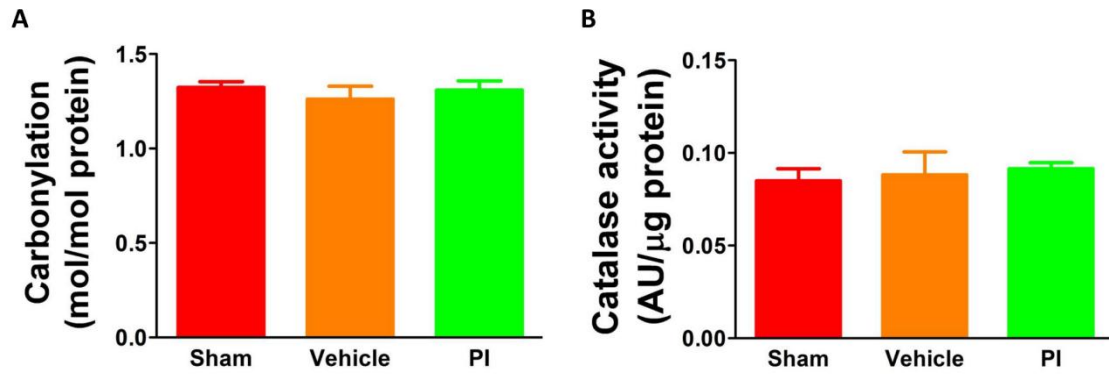 A
Carbonylation
(mol/mol protein)
1.5
1.0
0.5
0.0
Sham Vehicle PI
B
Catalase activity
(AU/μg protein)
0.15
0.10
0.05
0.00
Sham Vehicle PI